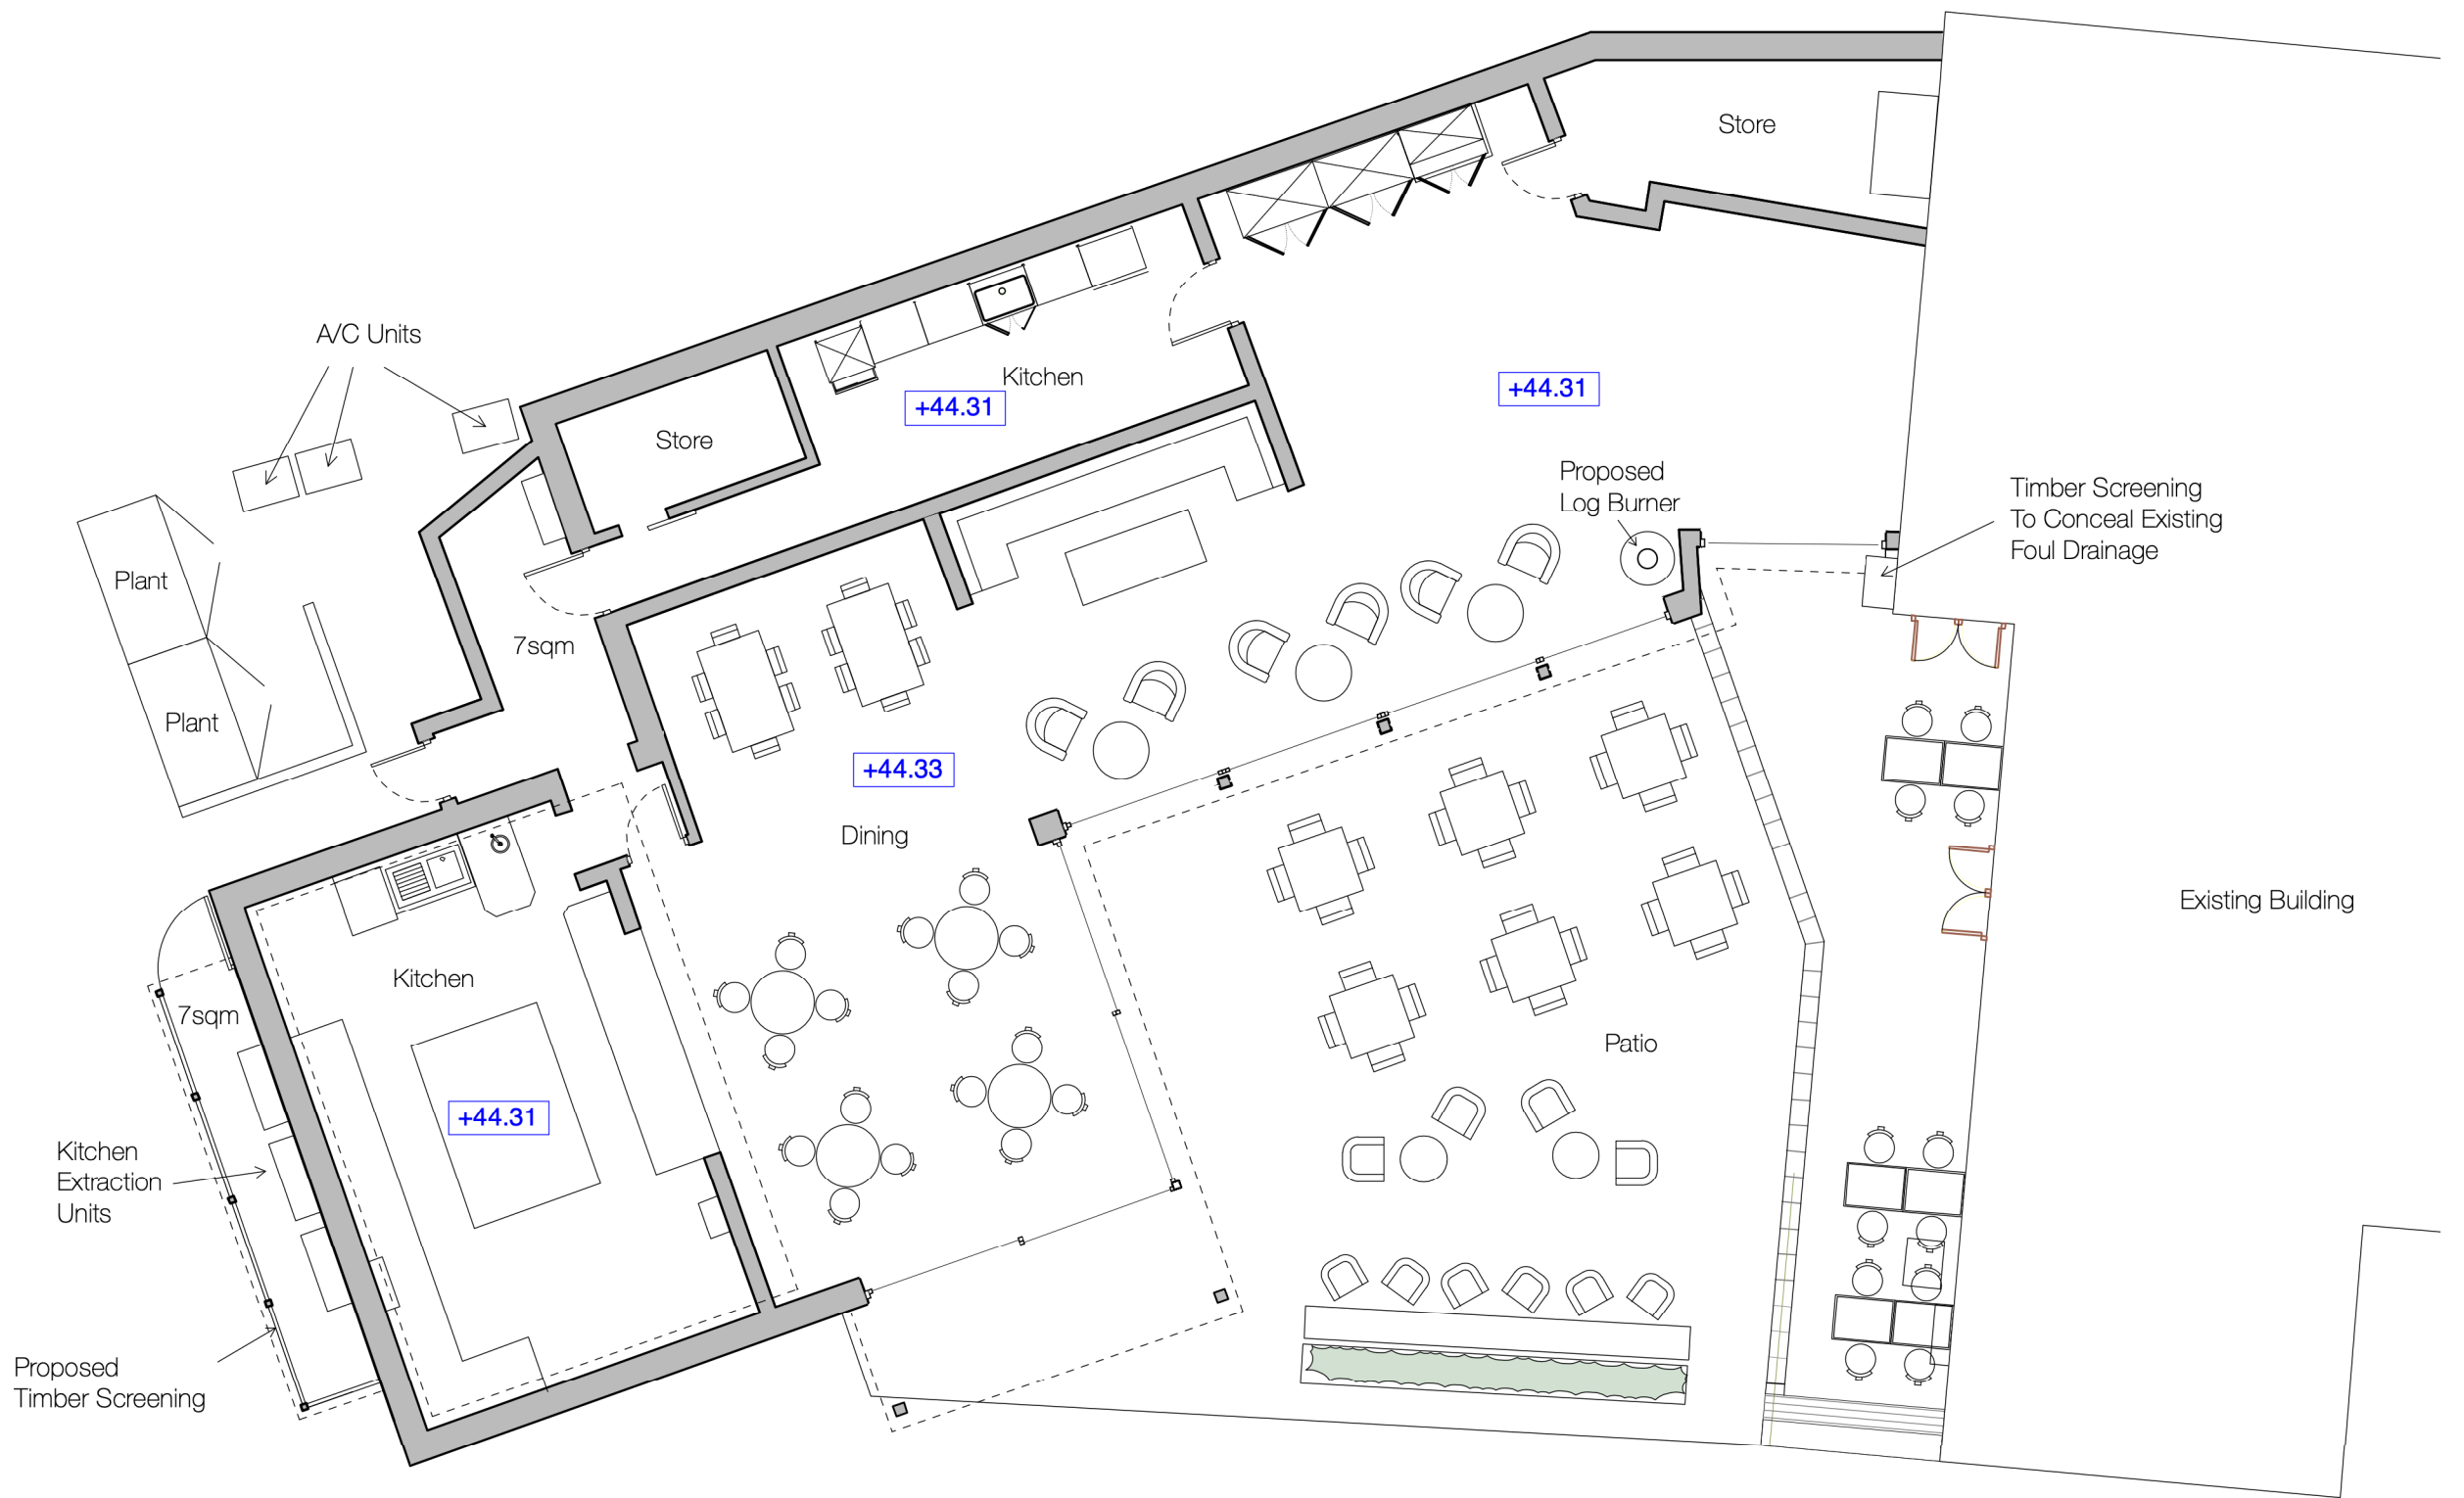 Store
A/C Units
Kitchen
+44.31
+44.31
Store
Proposed
Log Burner
Timber Screening
To Conceal Existing
Foul Drainage
Plant
7sqm
Plant
+44.33
Dining
Existing Building
Kitchen
7sqm
Patio
+44.31
Kitchen
Extraction
Units
Proposed
Timber Screening